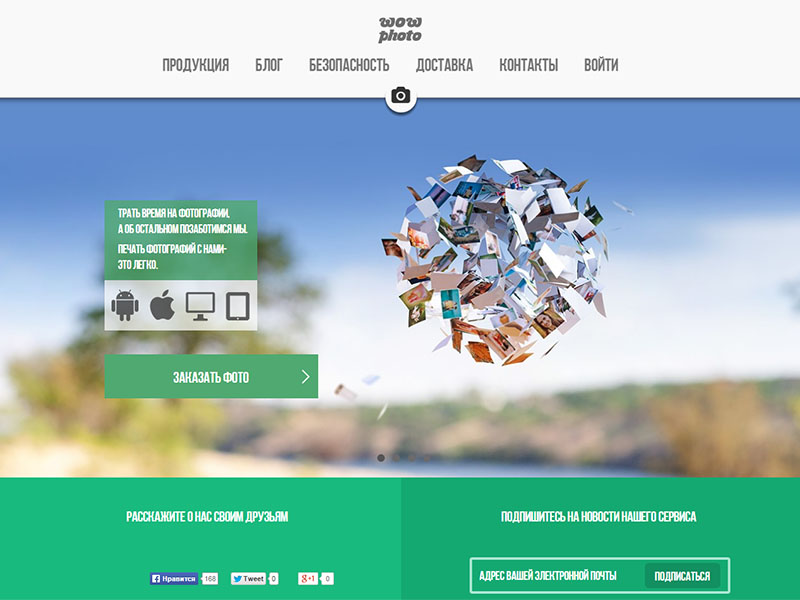 wow
photo
ПРОДУКЦИЯ БЛОГ БЕЗОПАСНОСТЬ ДОСТАВКА КОНТАКТЫ ВОЙТИ
ТРАТЬ ВРЕМЯ НА ФОТОГРАФИИ,
А ОБ ОСТАЛЬНОМ ПОЗАБОТИМСЯ МЫ.
ПЕЧАТЬ ФОТОГРАФИЙ С НАМИ-
ЭТО ЛЕГКО.
ЗАКАЗАТЬ ФОТО
РАССКАЖИТЕ О НАС СВОИМ ДРУЗЬЯМ
Нравится 168 Tweet 0 g+1 0
ПОДПИШИТЕСЬ НА НОВОСТИ НАШЕГО СЕРВИСА
АДРЕС ВАШЕЙ ЭЛЕКТРОННОЙ ПОЧТЫ ПОДПИСАТЬСЯ